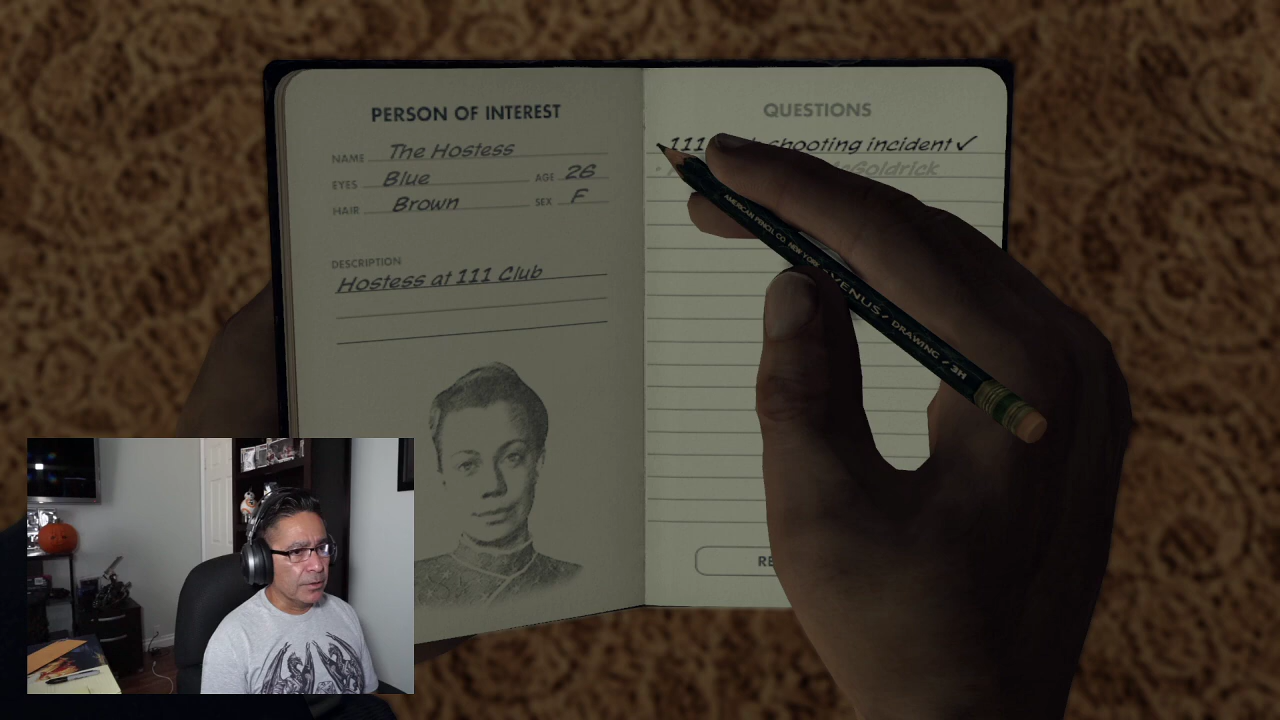 PERSON OF INTEREST
NAME The Hostess
EYES Blue AGE 26
HAIR Brown SEX F
DESCRIPTION
Hostess at 111 Club
QUESTIONS
111 shooting incident ✓
AMERICAN PENCIL CO. NEW YORK VENUS / DRAWING / 3H